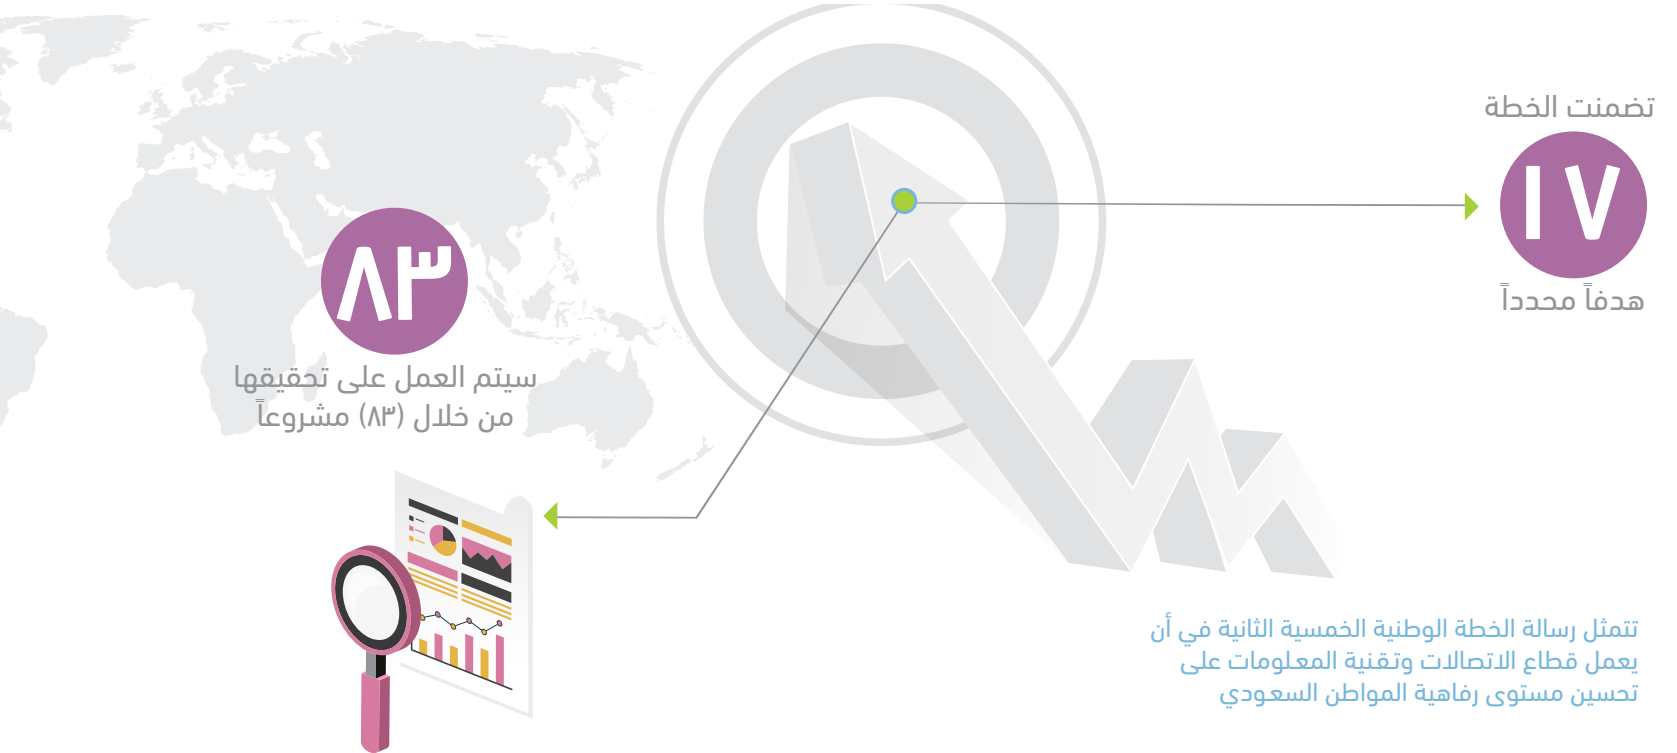 تضمنت الخطة
١٧
هدفاً محدداً
٨٣
سيتم العمل على تحقيقها
من خلال (٨٣) مشروعاً
تتمثل رسالة الخطة الوطنية الخمسية الثانية في أن
يعمل قطاع الاتصالات وتقنية المعلومات على
تحسين مستوى رفاهية المواطن السعودي